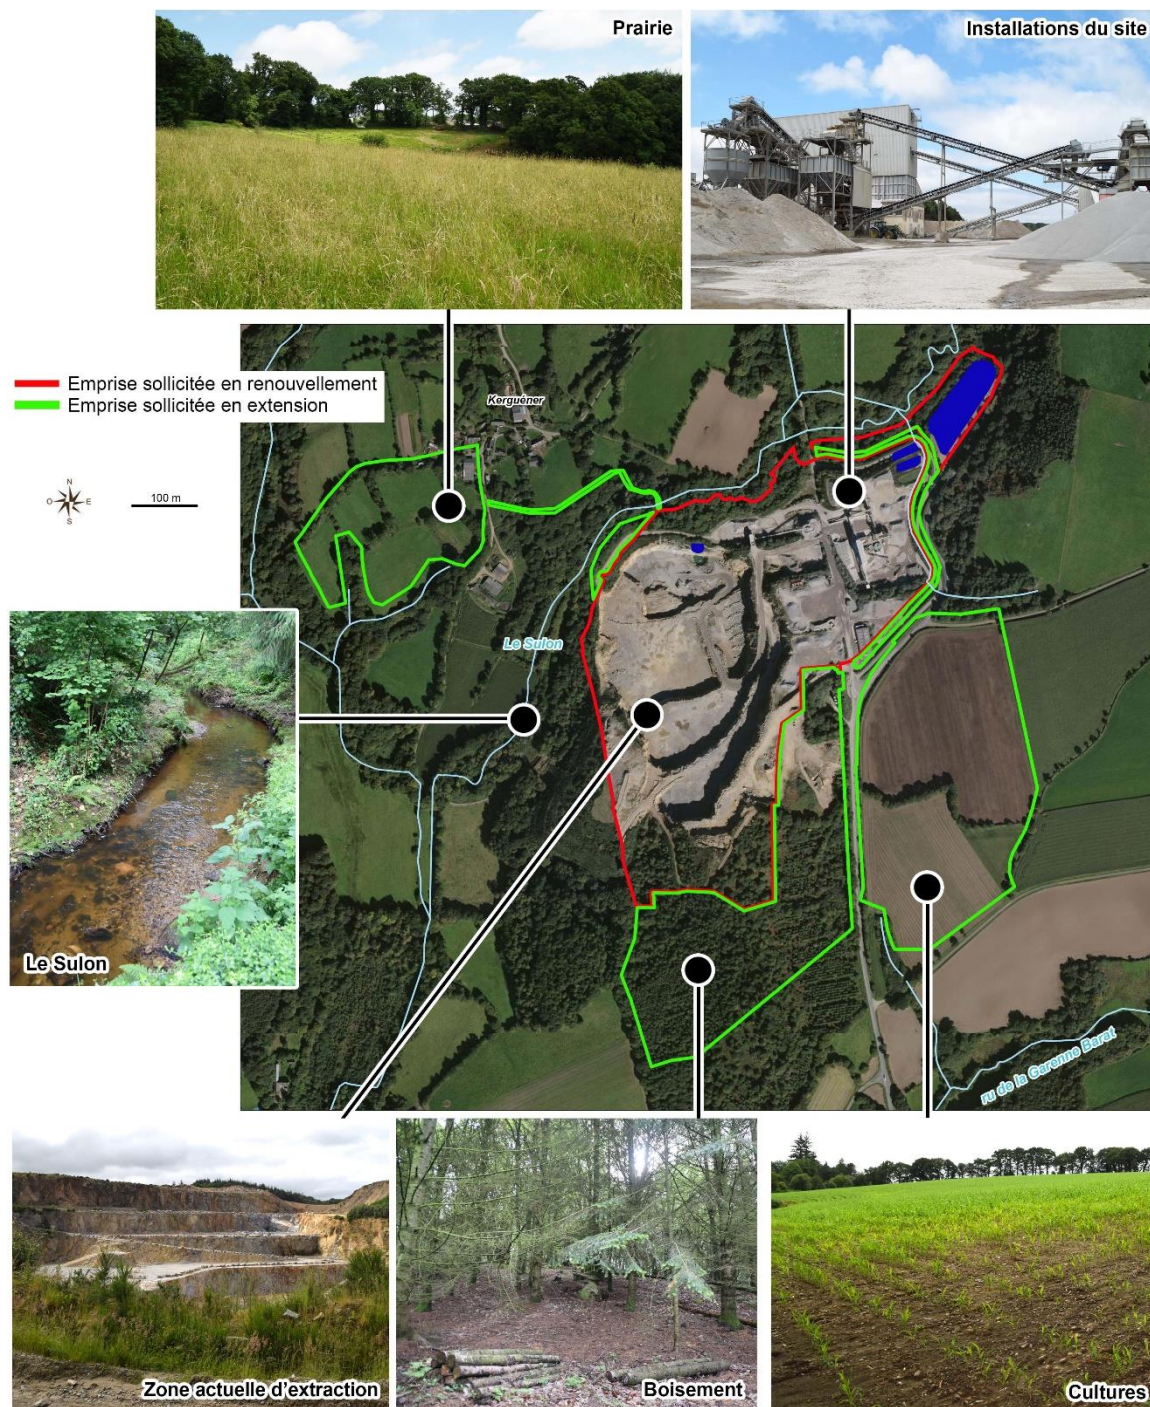 Prairie
Installations du site
Emprise sollicitée en renouvellement
Emprise sollicitée en extension
Kerguéner
N
O
E
S
100 m
Le Sulon
Le Sulon
ru de la Garenne Barat
Zone actuelle d'extraction
Boisement
Cultures